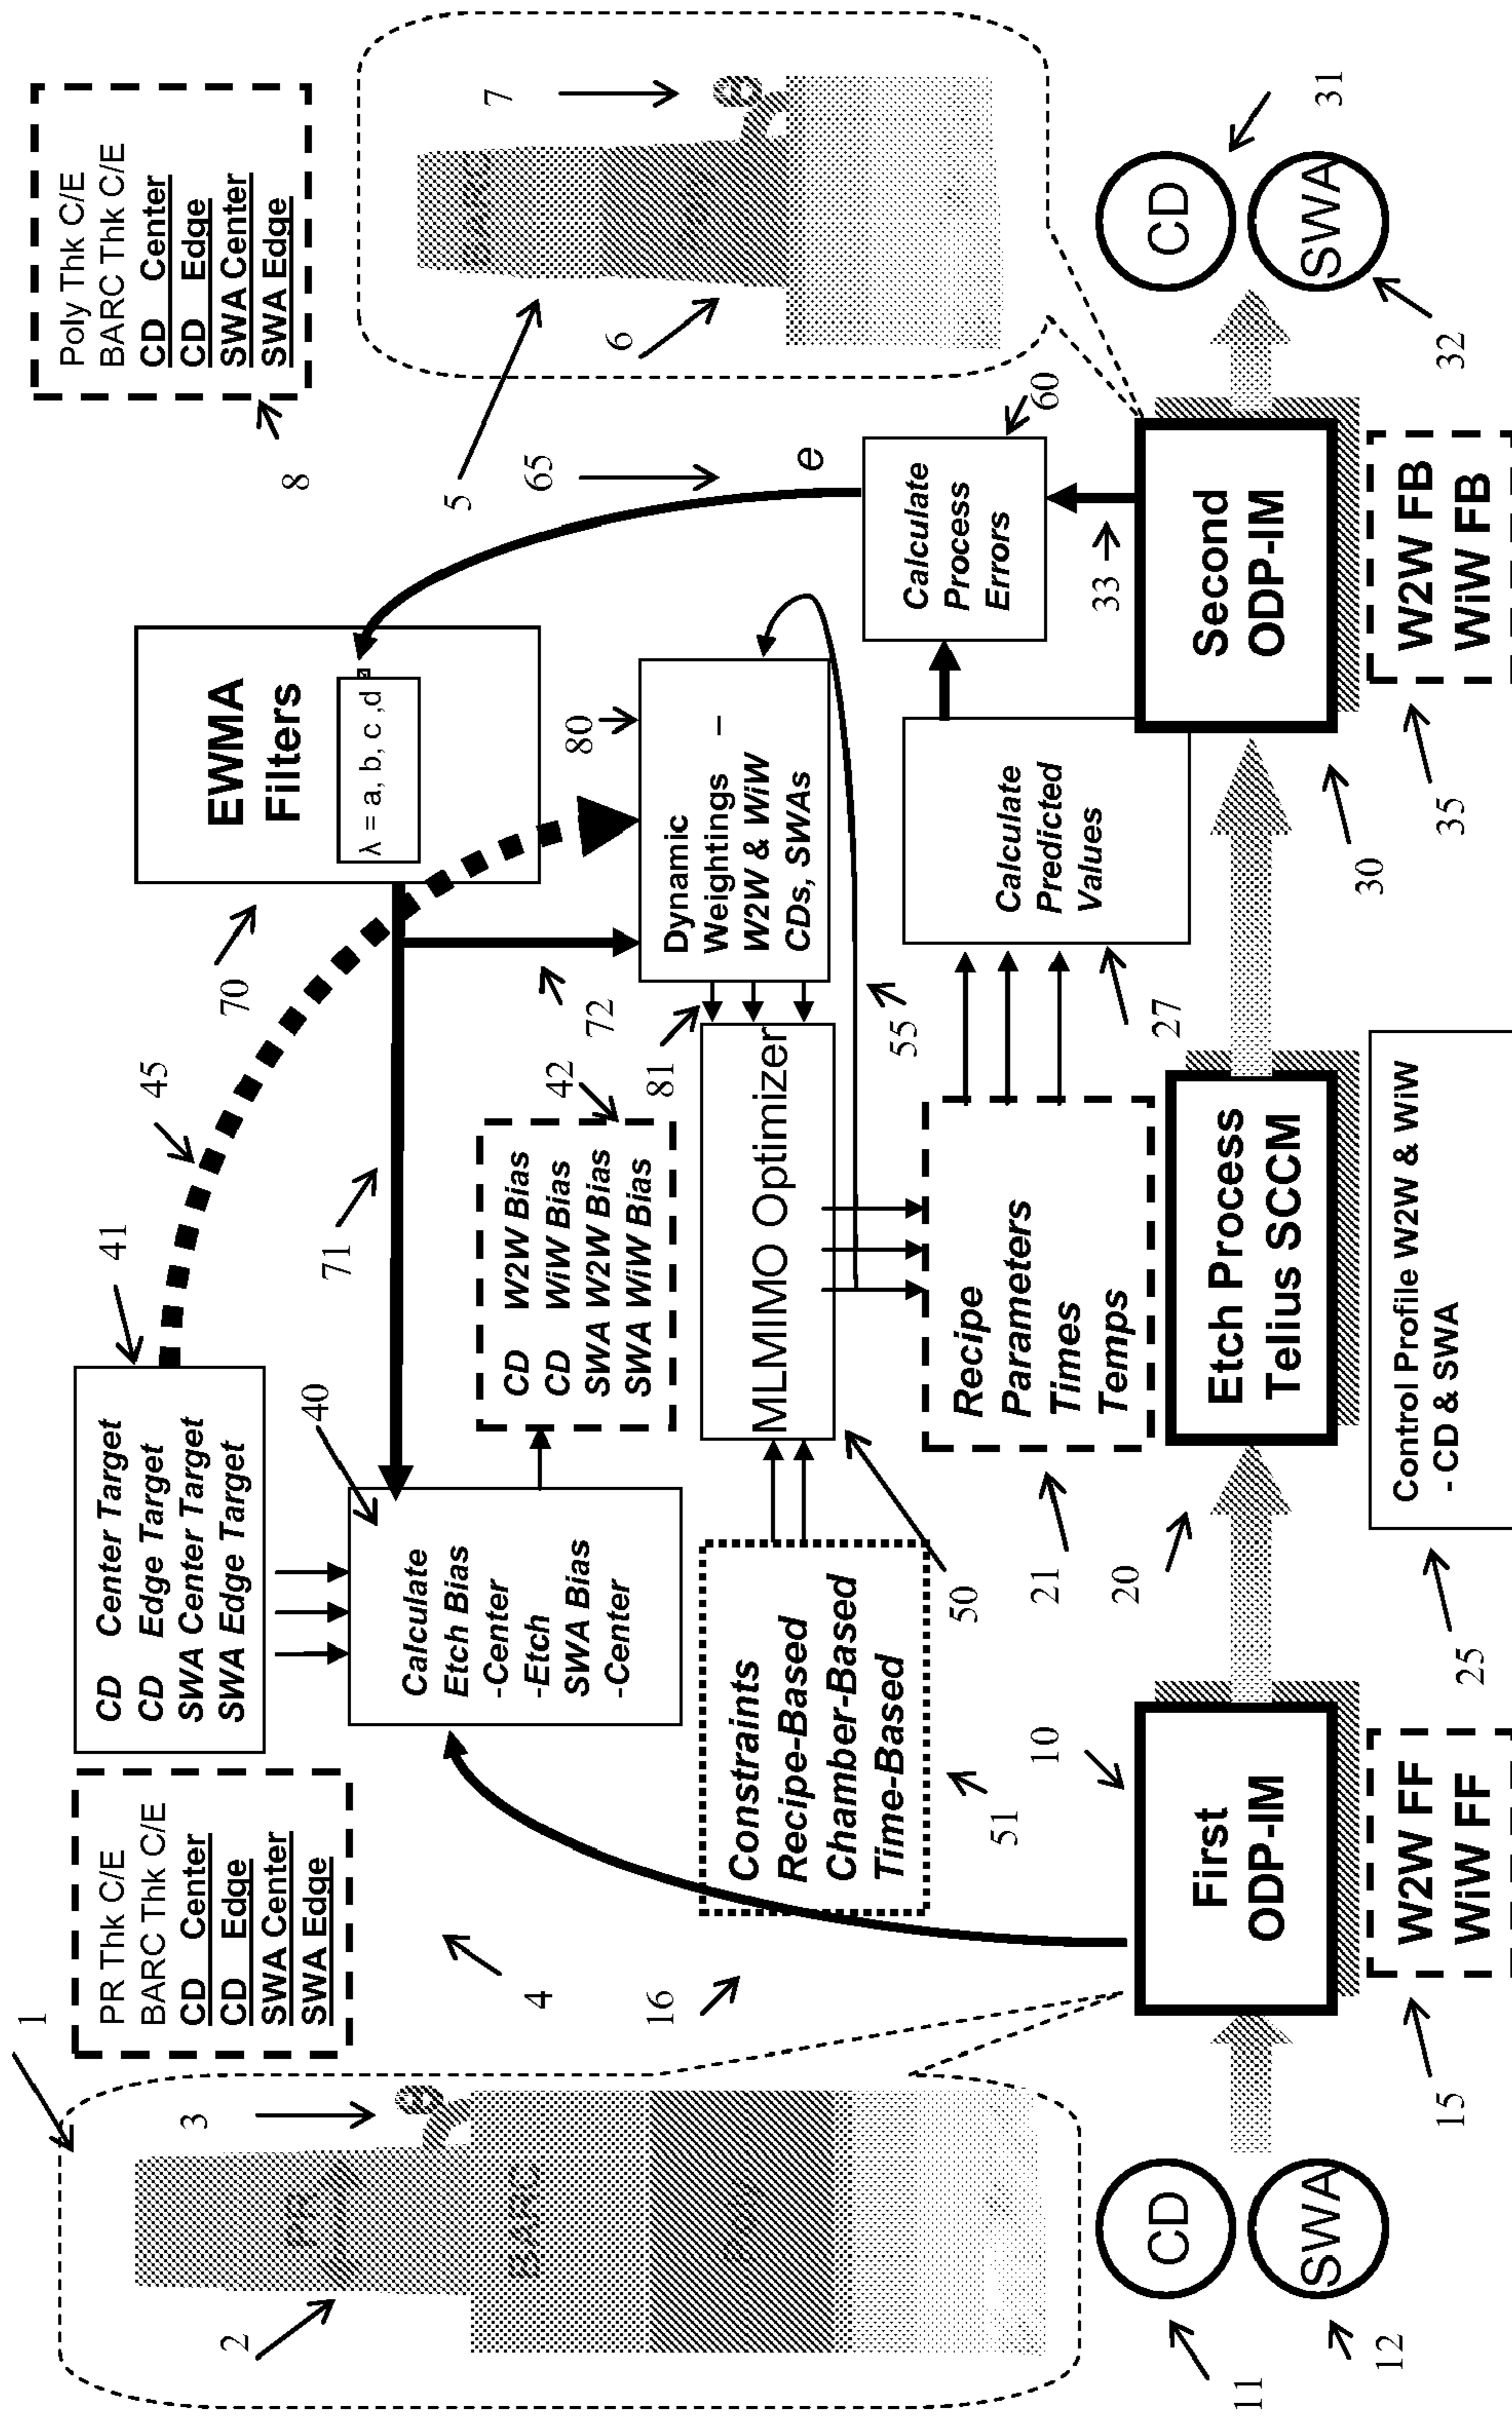 1
PR Thk C/E
BARC Thk C/E
CD Center
CD Edge
SWA Center
SWA Edge
4
2
3
PR
BARC
CD Center Target
CD Edge Target
SWA Center Target
SWA Edge Target
41
45
Calculate
Etch Bias
-Center
-Etch
SWA Bias
-Center
40
71
CD W2W Bias
CD WiW Bias
SWA W2W Bias
SWA WiW Bias
42
EWMA
Filters
λ = a, b, c ,d
70
72
Dynamic
Weightings –
W2W & WiW
CDs, SWAs
80
81
Poly Thk C/E
BARC Thk C/E
CD Center
CD Edge
SWA Center
SWA Edge
8
5
6
7
65
e
Constraints
Recipe-Based
Chamber-Based
Time-Based
51
16
MLMIMO Optimizer
50
55
Recipe
Parameters
Times
Temps
21
Calculate
Predicted
Values
27
Calculate
Process
Errors
60
33
CD
11
SWA
12
First
ODP-IM
10
W2W FF
WiW FF
15
Etch Process
Telius SCCM
20
Control Profile W2W & WiW
- CD & SWA
25
Second
ODP-IM
30
W2W FB
WiW FB
35
CD
31
SWA
32